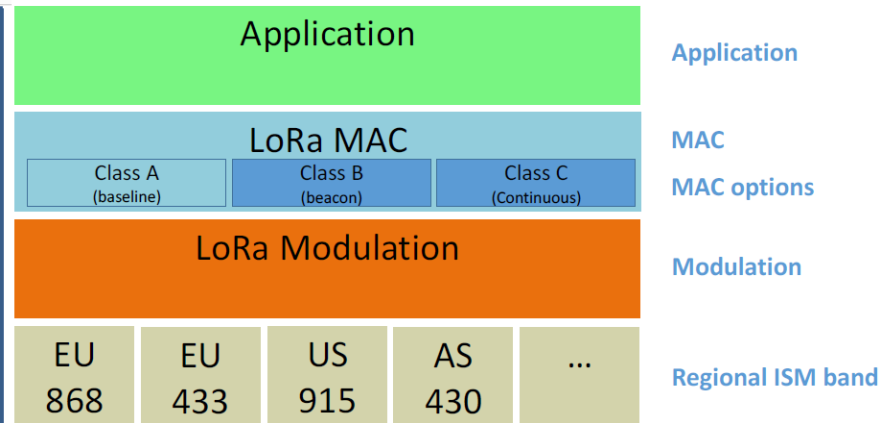 Application
Application
LoRa MAC
MAC
Class A
(baseline)
Class B
(beacon)
Class C
(Continuous)
MAC options
LoRa Modulation
Modulation
EU
868
EU
433
US
915
AS
430
...
Regional ISM band